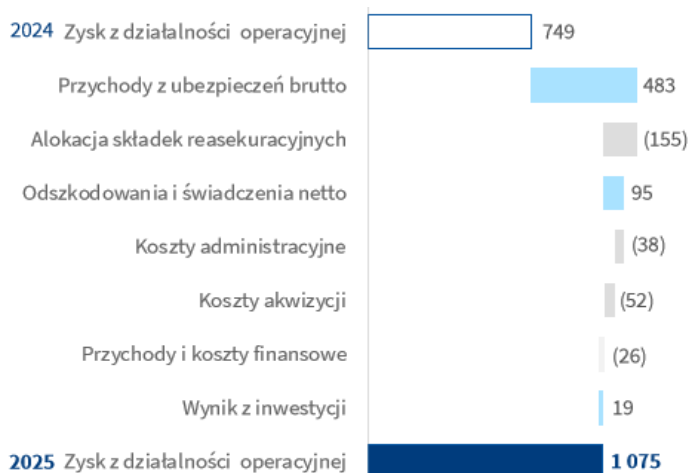 2024 Zysk z działalności operacyjnej 749
Przychody z ubezpieczeń brutto 483
Alokacja składek reasekuracyjnych (155)
Odszkodowania i świadczenia netto 95
Koszty administracyjne (38)
Koszty akwizycji (52)
Przychody i koszty finansowe (26)
Wynik z inwestycji 19
2025 Zysk z działalności operacyjnej 1 075